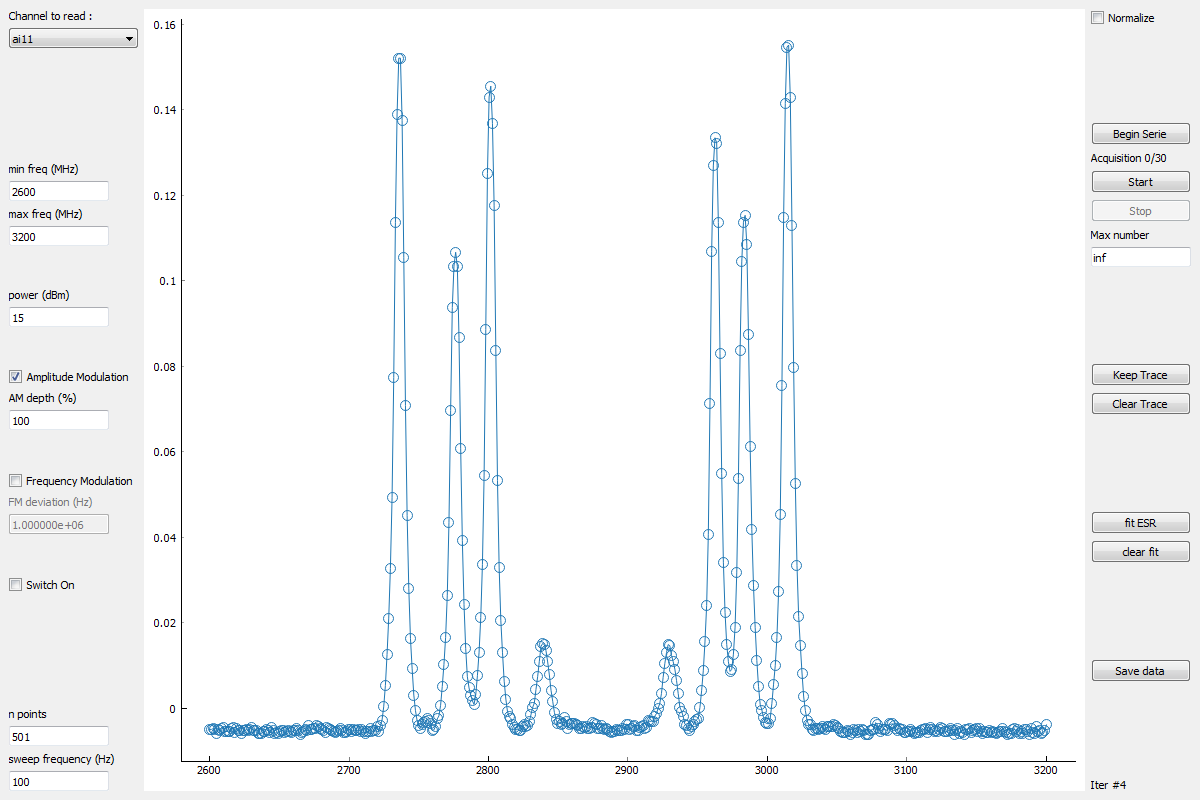 Channel to read :
ai11
min freq (MHz)
2600
max freq (MHz)
3200
power (dBm)
15
Amplitude Modulation
AM depth (%)
100
Frequency Modulation
FM deviation (Hz)
1.000000e+06
Switch On
n points
501
sweep frequency (Hz)
100
0.16
0.14
0.12
0.1
0.08
0.06
0.04
0.02
0
2600 2700 2800 2900 3000 3100 3200
Normalize
Begin Serie
Acquisition 0/30
Start
Stop
Max number
inf
Keep Trace
Clear Trace
fit ESR
clear fit
Save data
Iter #4